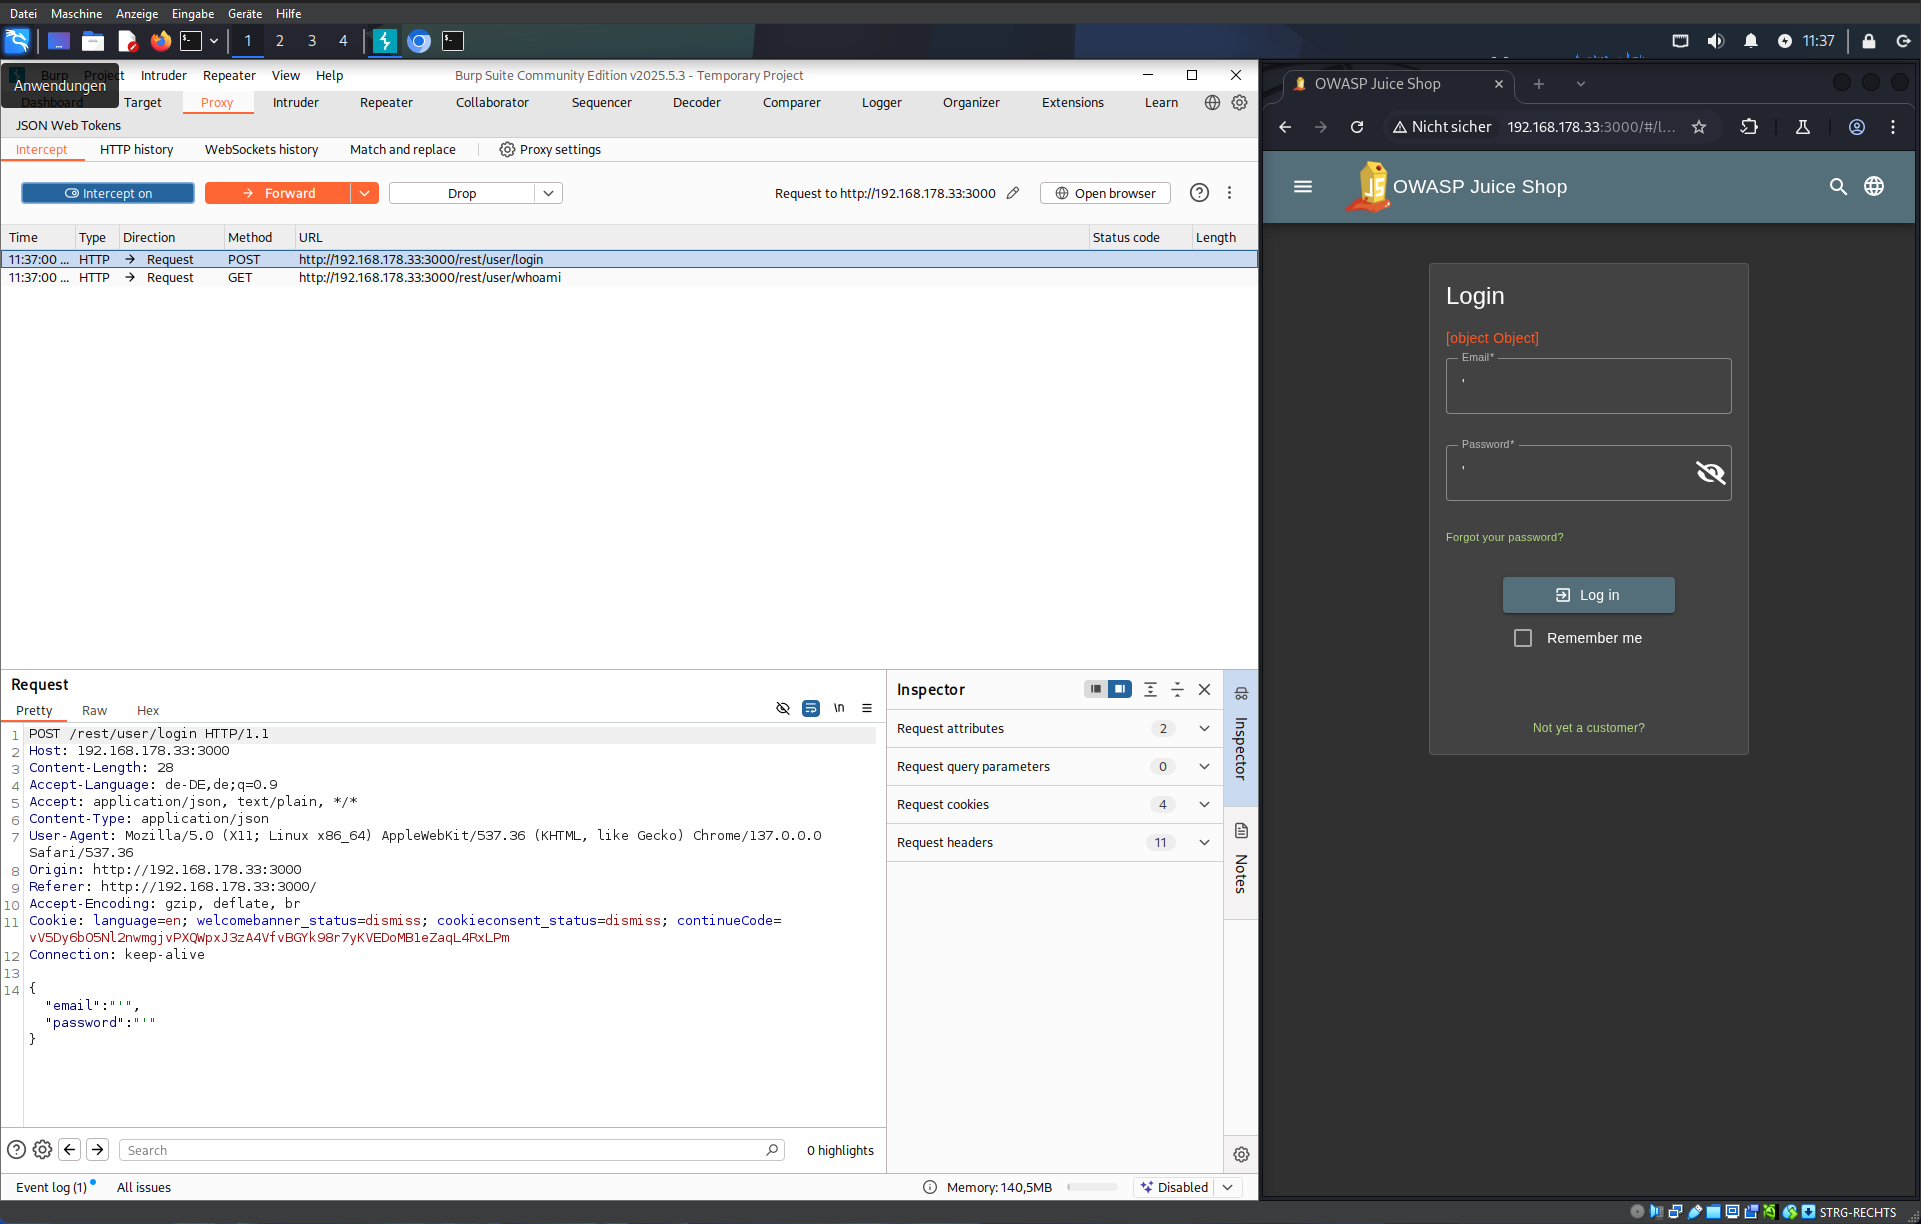 Datei Maschine Anzeige Eingabe Geräte Hilfe
1 2 3 4 11:37
Burp Project Intruder Repeater View Help Burp Suite Community Edition v2025.5.3 - Temporary Project
Anwendungen
Dashboard Target Proxy Intruder Repeater Collaborator Sequencer Decoder Comparer Logger Organizer Extensions Learn
JSON Web Tokens
Intercept HTTP history WebSockets history Match and replace Proxy settings
Intercept on Forward Drop Request to http://192.168.178.33:3000 Open browser
Time Type Direction Method URL Status code Length
11:37:00 ... HTTP → Request POST http://192.168.178.33:3000/rest/user/login
11:37:00 ... HTTP → Request GET http://192.168.178.33:3000/rest/user/whoami
Request
Pretty Raw Hex \n
1 POST /rest/user/login HTTP/1.1
2 Host: 192.168.178.33:3000
3 Content-Length: 28
4 Accept-Language: de-DE,de;q=0.9
5 Accept: application/json, text/plain, */*
6 Content-Type: application/json
7 User-Agent: Mozilla/5.0 (X11; Linux x86_64) AppleWebKit/537.36 (KHTML, like Gecko) Chrome/137.0.0.0
Safari/537.36
8 Origin: http://192.168.178.33:3000
9 Referer: http://192.168.178.33:3000/
10 Accept-Encoding: gzip, deflate, br
11 Cookie: language=en; welcomebanner_status=dismiss; cookieconsent_status=dismiss; continueCode=
vV5Dy6bO5Nl2nwmgjvPXQWpxJ3zA4VfvBGYk98r7yKVEDoMB1eZaqL4RxLPm
12 Connection: keep-alive
13
14 {
"email":"'",
"password":"'"
}
Search 0 highlights
Event log (1) All issues
Inspector
Request attributes 2
Request query parameters 0
Request cookies 4
Request headers 11
Inspector
Notes
Memory: 140,5MB Disabled
OWASP Juice Shop
Nicht sicher 192.168.178.33:3000/#/l...
JS OWASP Juice Shop
Login
[object Object]
Email*
'
Password*
'
Forgot your password?
Log in
Remember me
Not yet a customer?
STRG-RECHTS